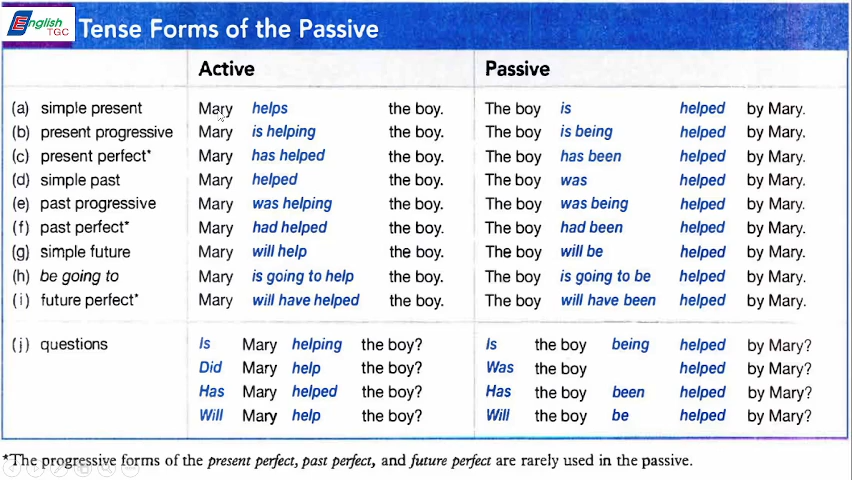 English
TGC
Tense Forms of the Passive
Active Passive
(a) simple present Mary helps the boy. The boy is helped by Mary.
(b) present progressive Mary is helping the boy. The boy is being helped by Mary.
(c) present perfect* Mary has helped the boy. The boy has been helped by Mary.
(d) simple past Mary helped the boy. The boy was helped by Mary.
(e) past progressive Mary was helping the boy. The boy was being helped by Mary.
(f) past perfect* Mary had helped the boy. The boy had been helped by Mary.
(g) simple future Mary will help the boy. The boy will be helped by Mary.
(h) be going to Mary is going to help the boy. The boy is going to be helped by Mary.
(i) future perfect* Mary will have helped the boy. The boy will have been helped by Mary.
(j) questions Is Mary helping the boy? Is the boy being helped by Mary?
Did Mary help the boy? Was the boy helped by Mary?
Has Mary helped the boy? Has the boy been helped by Mary?
Will Mary help the boy? Will the boy be helped by Mary?
*The progressive forms of the present perfect, past perfect, and future perfect are rarely used in the passive.